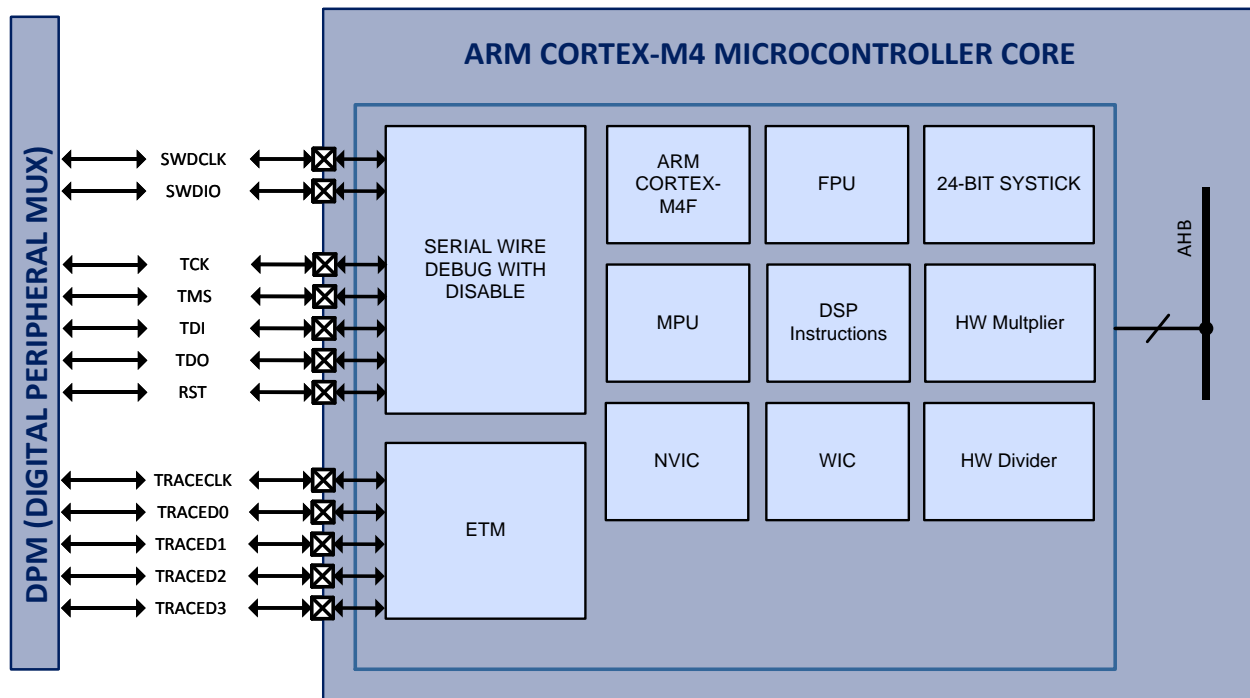 ARM CORTEX-M4 MICROCONTROLLER CORE
DPM (DIGITAL PERIPHERAL MUX)
SWDCLK
SWDIO
TCK
TMS
TDI
TDO
RST
TRACECLK
TRACED0
TRACED1
TRACED2
TRACED3
SERIAL WIRE
DEBUG WITH
DISABLE
ETM
ARM
CORTEX-
M4F
FPU
24-BIT SYSTICK
MPU
DSP
Instructions
HW Multplier
NVIC
WIC
HW Divider
AHB